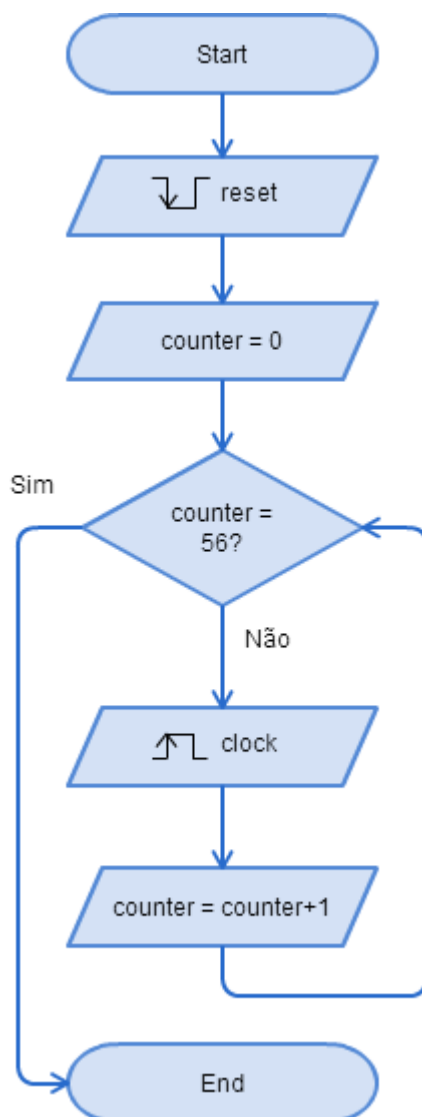 Start
reset
counter = 0
Sim
counter =
56?
Não
clock
counter = counter+1
End